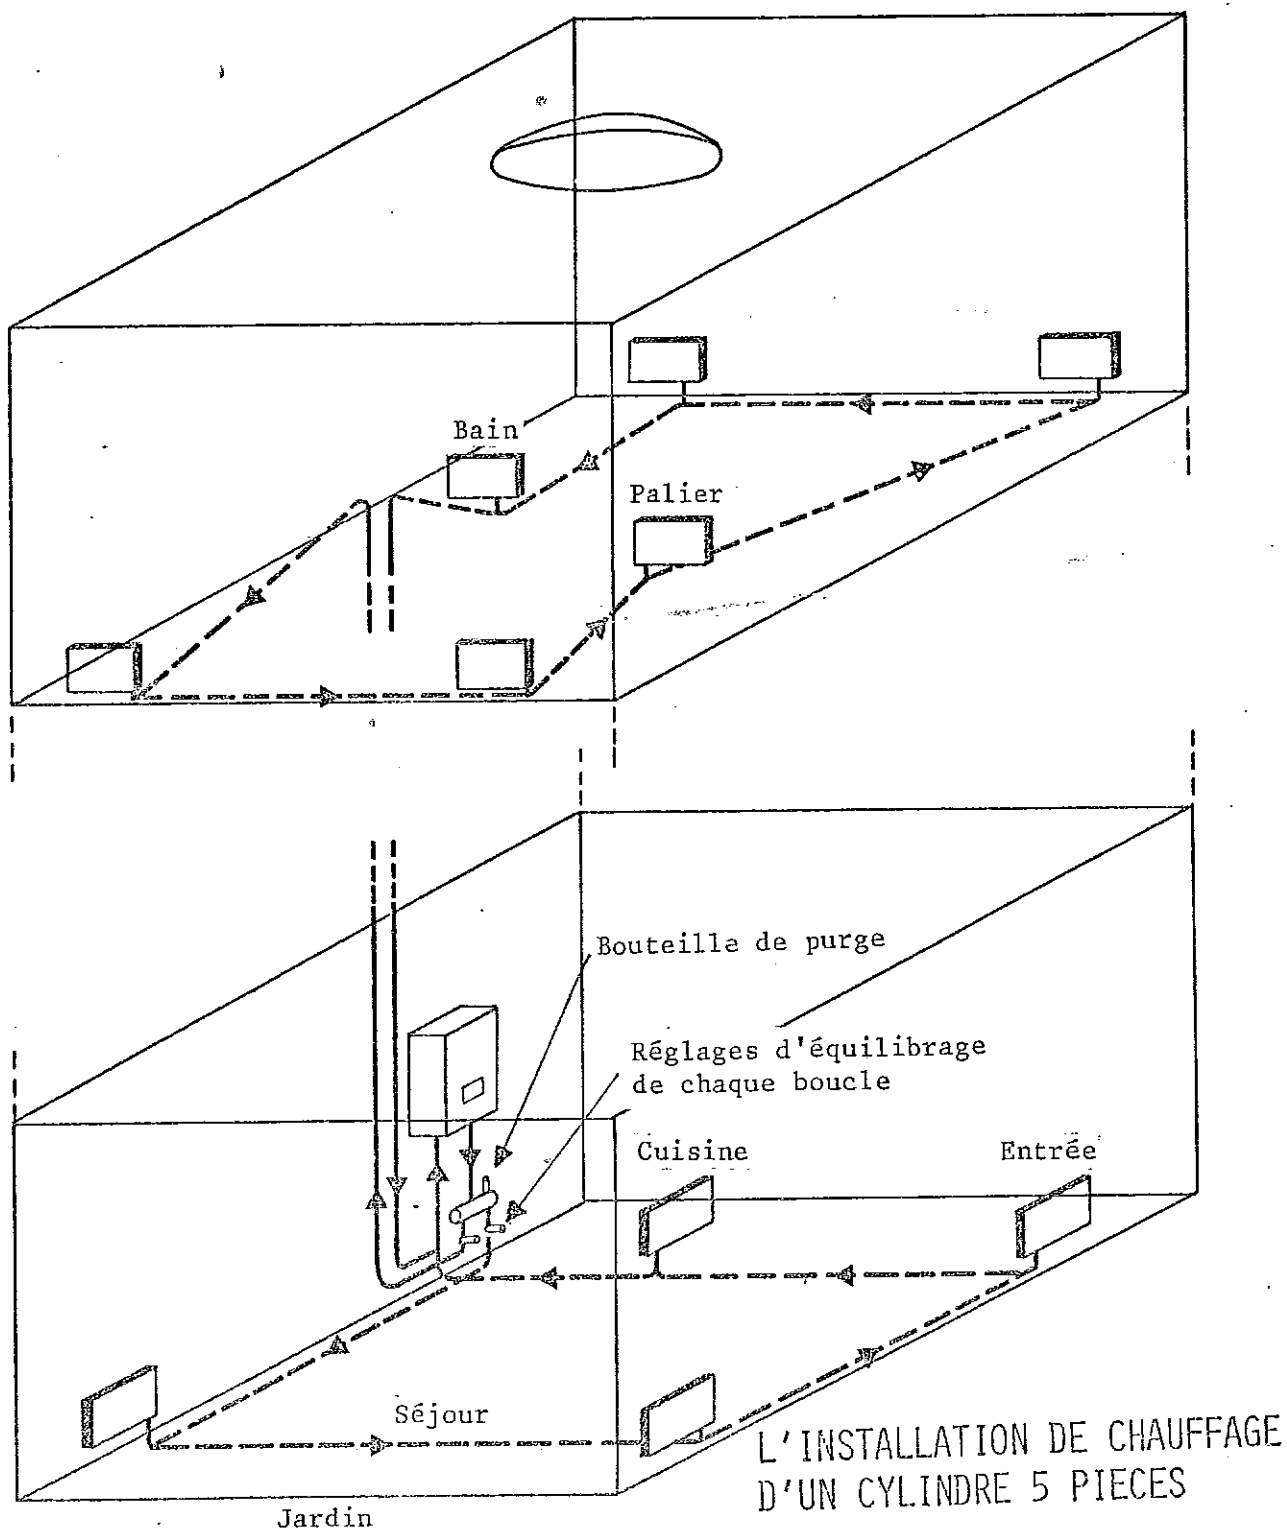 Bain
Palier
Bouteille de purge
Réglages d'équilibrage
de chaque boucle
Cuisine
Entrée
Séjour
Jardin
L'INSTALLATION DE CHAUFFAGE
D'UN CYLINDRE 5 PIECES